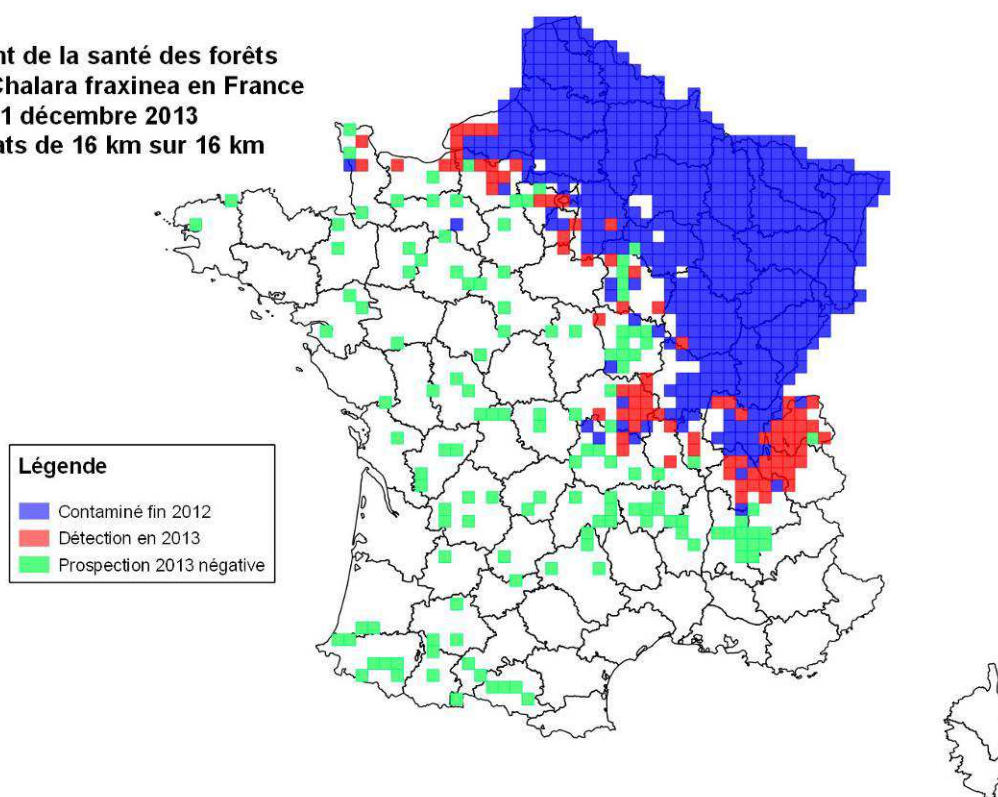 nt de la santé des forêts
Chalara fraxinea en France
1 décembre 2013
ats de 16 km sur 16 km
Légende
Contaminé fin 2012
Détection en 2013
Prospection 2013 négative